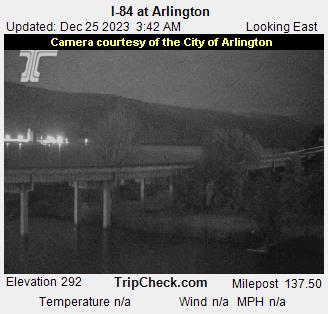 I-84 at Arlington
Updated: Dec 25 2023 3:42 AM Looking East
Camera courtesy of the City of Arlington
Elevation 292 TripCheck.com Milepost 137.50
Temperature n/a Wind n/a MPH n/a